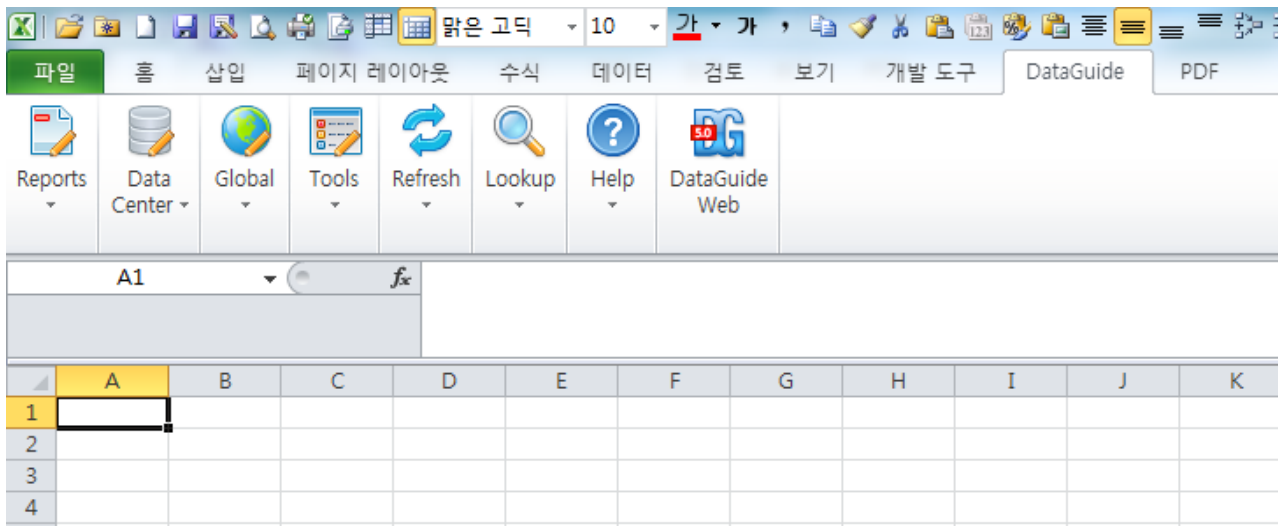 맑은 고딕 10 가 가 ,
파일 홈 삽입 페이지 레이아웃 수식 데이터 검토 보기 개발 도구 DataGuide PDF
5.0 DG
Reports Data Center Global Tools Refresh Lookup Help DataGuide Web
A1 fx
A B C D E F G H I J K
1
2
3
4